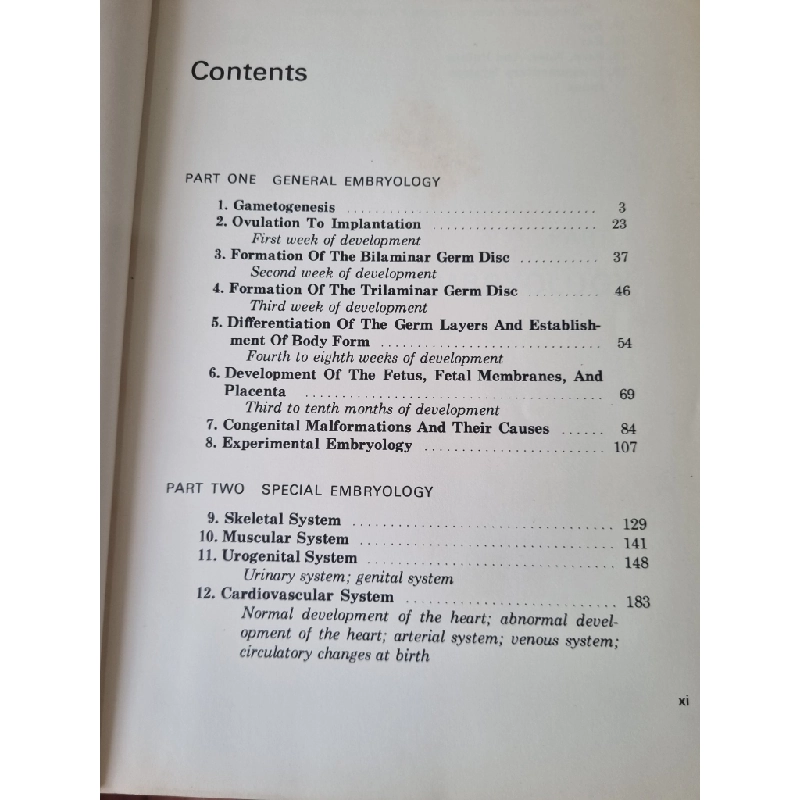 Contents
PART ONE GENERAL EMBRYOLOGY
1. Gametogenesis .................................. 3
2. Ovulation To Implantation ........................ 23
First week of development
3. Formation Of The Bilaminar Germ Disc ........... 37
Second week of development
4. Formation Of The Trilaminar Germ Disc .......... 46
Third week of development
5. Differentiation Of The Germ Layers And Establish-
ment Of Body Form .............................. 54
Fourth to eighth weeks of development
6. Development Of The Fetus, Fetal Membranes, And
Placenta ........................................ 69
Third to tenth months of development
7. Congenital Malformations And Their Causes ...... 84
8. Experimental Embryology ........................ 107
PART TWO SPECIAL EMBRYOLOGY
9. Skeletal System .................................. 129
10. Muscular System ................................. 141
11. Urogenital System ................................ 148
Urinary system; genital system
12. Cardiovascular System ............................ 183
Normal development of the heart; abnormal devel-
opment of the heart; arterial system; venous system;
circulatory changes at birth
xi